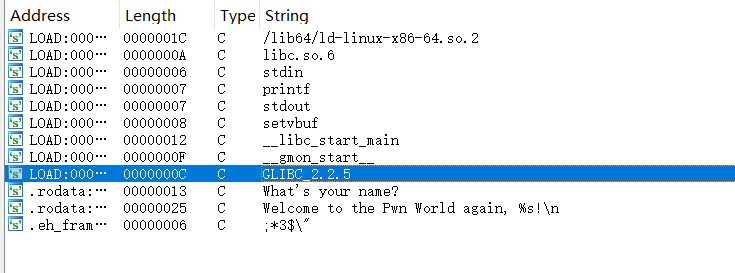 Address Length Type String
LOAD:000… 0000001C C /lib64/ld-linux-x86-64.so.2
LOAD:000… 0000000A C libc.so.6
LOAD:000… 00000006 C stdin
LOAD:000… 00000007 C printf
LOAD:000… 00000007 C stdout
LOAD:000… 00000008 C setvbuf
LOAD:000… 00000012 C __libc_start_main
LOAD:000… 0000000F C __gmon_start__
LOAD:000… 0000000C C GLIBC_2.2.5
.rodata:… 00000013 C What's your name?
.rodata:… 00000025 C Welcome to the Pwn World again, %s!\n
.eh_fram… 00000006 C ;*3$\"